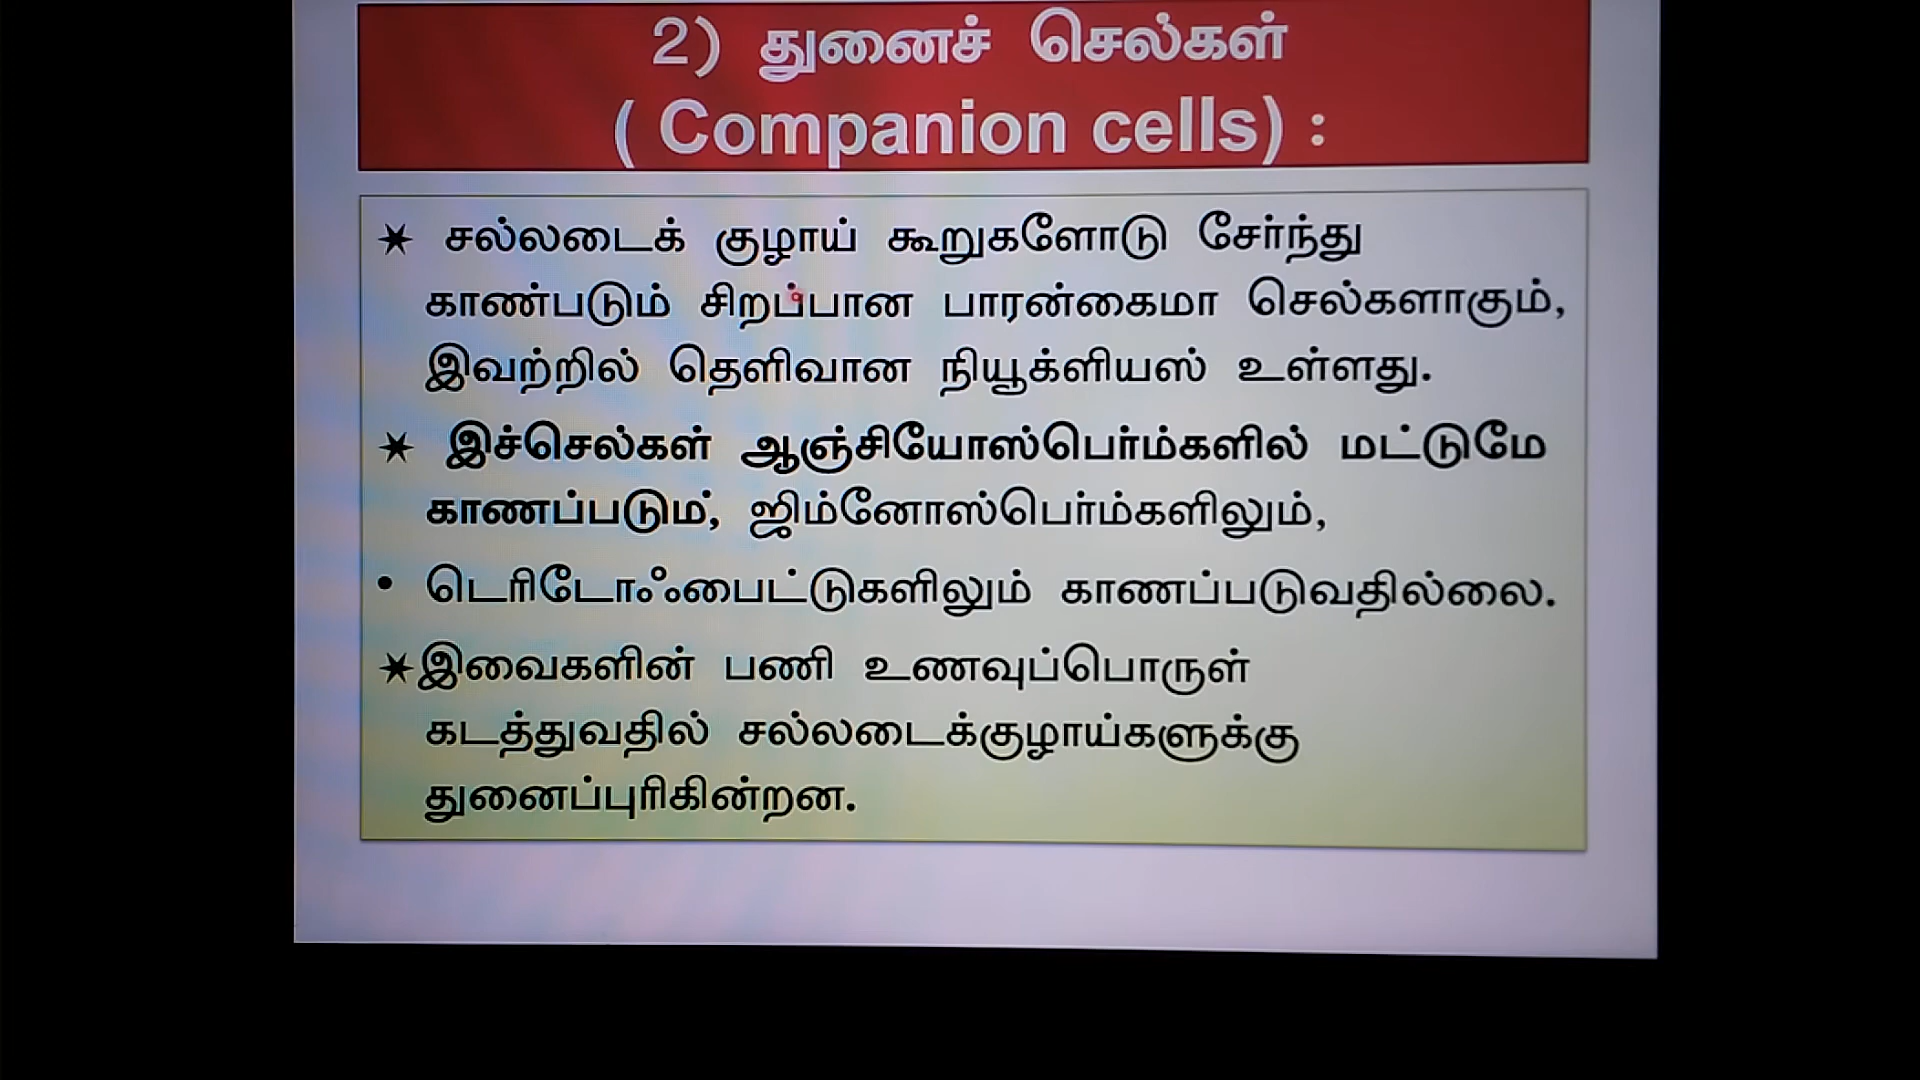 2) துனைச் செல்கள்
( Companion cells) :
✶ சல்லடைக் குழாய் கூறுகளோடு சேர்ந்து
காண்படும் சிறப்பான பாரன்கைமா செல்களாகும்,
இவற்றில் தெளிவான நியூக்ளியஸ் உள்ளது.
✶ இச்செல்கள் ஆஞ்சியோஸ்பெர்ம்களில் மட்டுமே
காணப்படும், ஜிம்னோஸ்பெர்ம்களிலும்,
• டெரிடோஃபைட்டுகளிலும் காணப்படுவதில்லை.
✶இவைகளின் பணி உணவுப்பொருள்
கடத்துவதில் சல்லடைக்குழாய்களுக்கு
துனைப்புரிகின்றன.